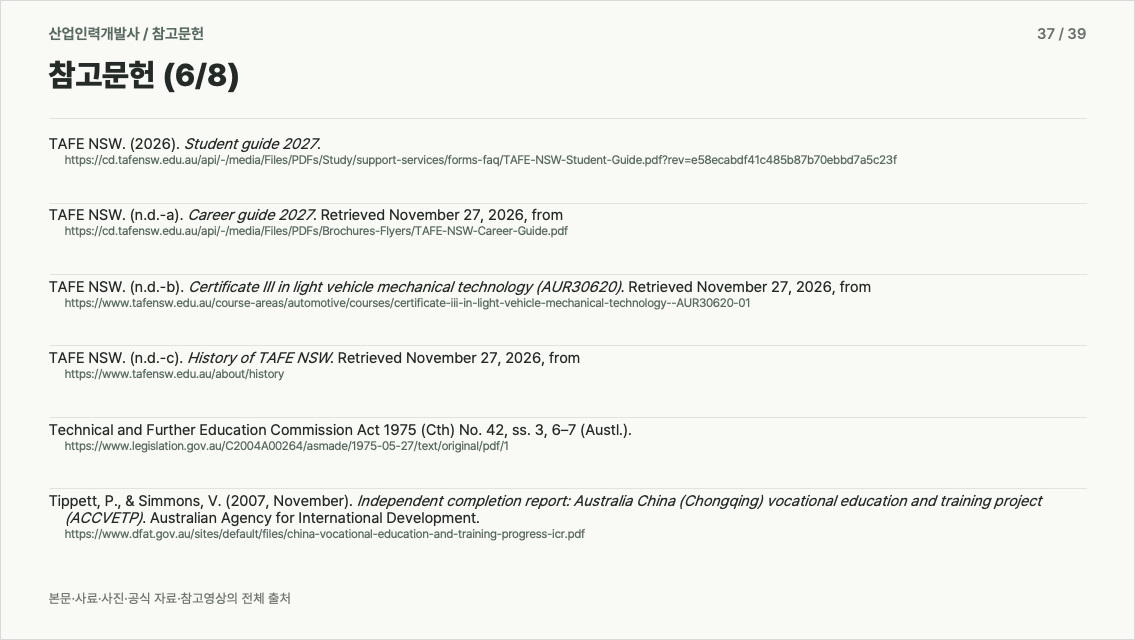 산업인력개발사 / 참고문헌
37 / 39
참고문헌 (6/8)
TAFE NSW. (2026). Student guide 2027.
https://cd.tafensw.edu.au/api/-/media/Files/PDFs/Study/support-services/forms-faq/TAFE-NSW-Student-Guide.pdf?rev=e58ecabdf41c485b87b70ebbd7a5c23f
TAFE NSW. (n.d.-a). Career guide 2027. Retrieved November 27, 2026, from
https://cd.tafensw.edu.au/api/-/media/Files/PDFs/Brochures-Flyers/TAFE-NSW-Career-Guide.pdf
TAFE NSW. (n.d.-b). Certificate III in light vehicle mechanical technology (AUR30620). Retrieved November 27, 2026, from
https://www.tafensw.edu.au/course-areas/automotive/courses/certificate-iii-in-light-vehicle-mechanical-technology--AUR30620-01
TAFE NSW. (n.d.-c). History of TAFE NSW. Retrieved November 27, 2026, from
https://www.tafensw.edu.au/about/history
Technical and Further Education Commission Act 1975 (Cth) No. 42, ss. 3, 6–7 (Austl.).
https://www.legislation.gov.au/C2004A00264/asmade/1975-05-27/text/original/pdf/1
Tippett, P., & Simmons, V. (2007, November). Independent completion report: Australia China (Chongqing) vocational education and training project
(ACCVETP). Australian Agency for International Development.
https://www.dfat.gov.au/sites/default/files/china-vocational-education-and-training-progress-icr.pdf
본문·사료·사진·공식 자료·참고영상의 전체 출처